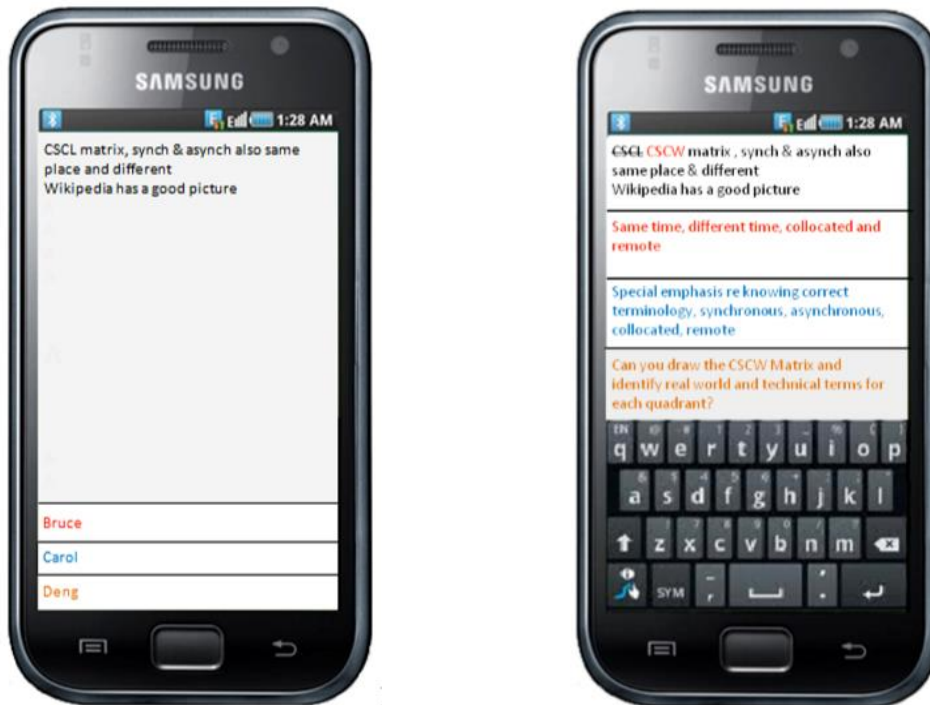 SAMSUNG
1:28 AM
CSCL matrix, synch & asynch also same
place and different
Wikipedia has a good picture
Bruce
Carol
Deng
SAMSUNG
1:28 AM
CSCL CSCW matrix , synch & asynch also
same place & different
Wikipedia has a good picture
Same time, different time, collocated and
remote
Special emphasis re knowing correct
terminology, synchronous, asynchronous,
collocated, remote
Can you draw the CSCW Matrix and
identify real world and technical terms for
each quadrant?
EN
q w e r t y u i o p
a s d f g h j k l
z x c v b n m
SYM